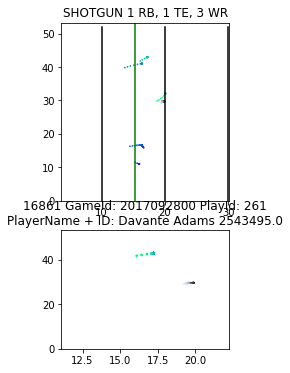 SHOTGUN 1 RB, 1 TE, 3 WR
50
40
30
20
10
0
10 20 30
16861 GameId: 2017092800 PlayId: 261
PlayerName + ID: Davante Adams 2543495.0
40
20
0
12.5 15.0 17.5 20.0